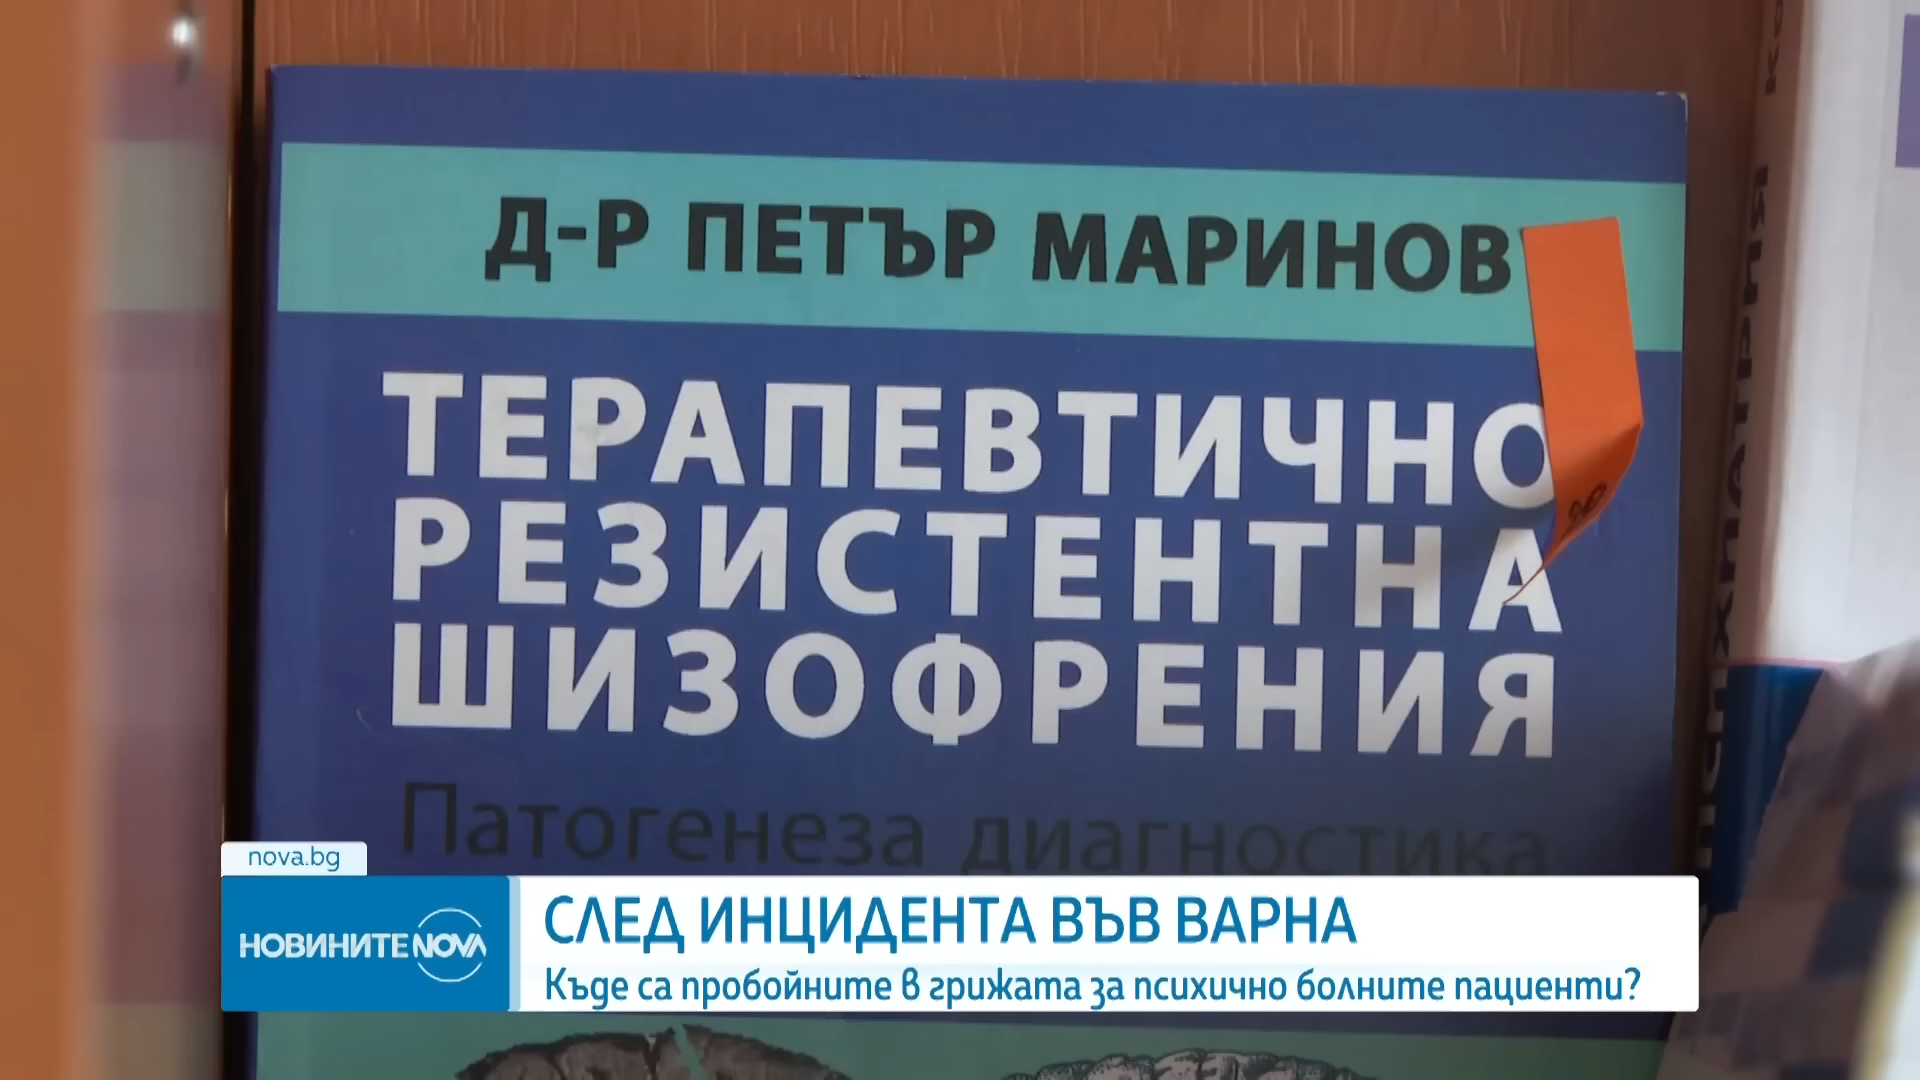 Д-Р ПЕТЪР МАРИНОВ
ТЕРАПЕВТИЧНО
РЕЗИСТЕНТНА
ШИЗОФРЕНИЯ
Патогенеза диагностика
nova.bg
НОВИНИТЕ NOVA
СЛЕД ИНЦИДЕНТА ВЪВ ВАРНА
Къде са пробойните в грижата за психично болните пациенти?